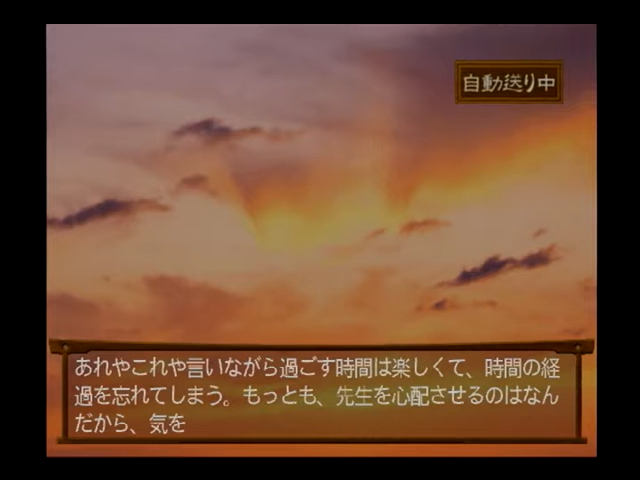 自動送り中
あれやこれや言いながら過ごす時間は楽しくて、時間の経
過を忘れてしまう。もっとも、先生を心配させるのはなん
だから、気を